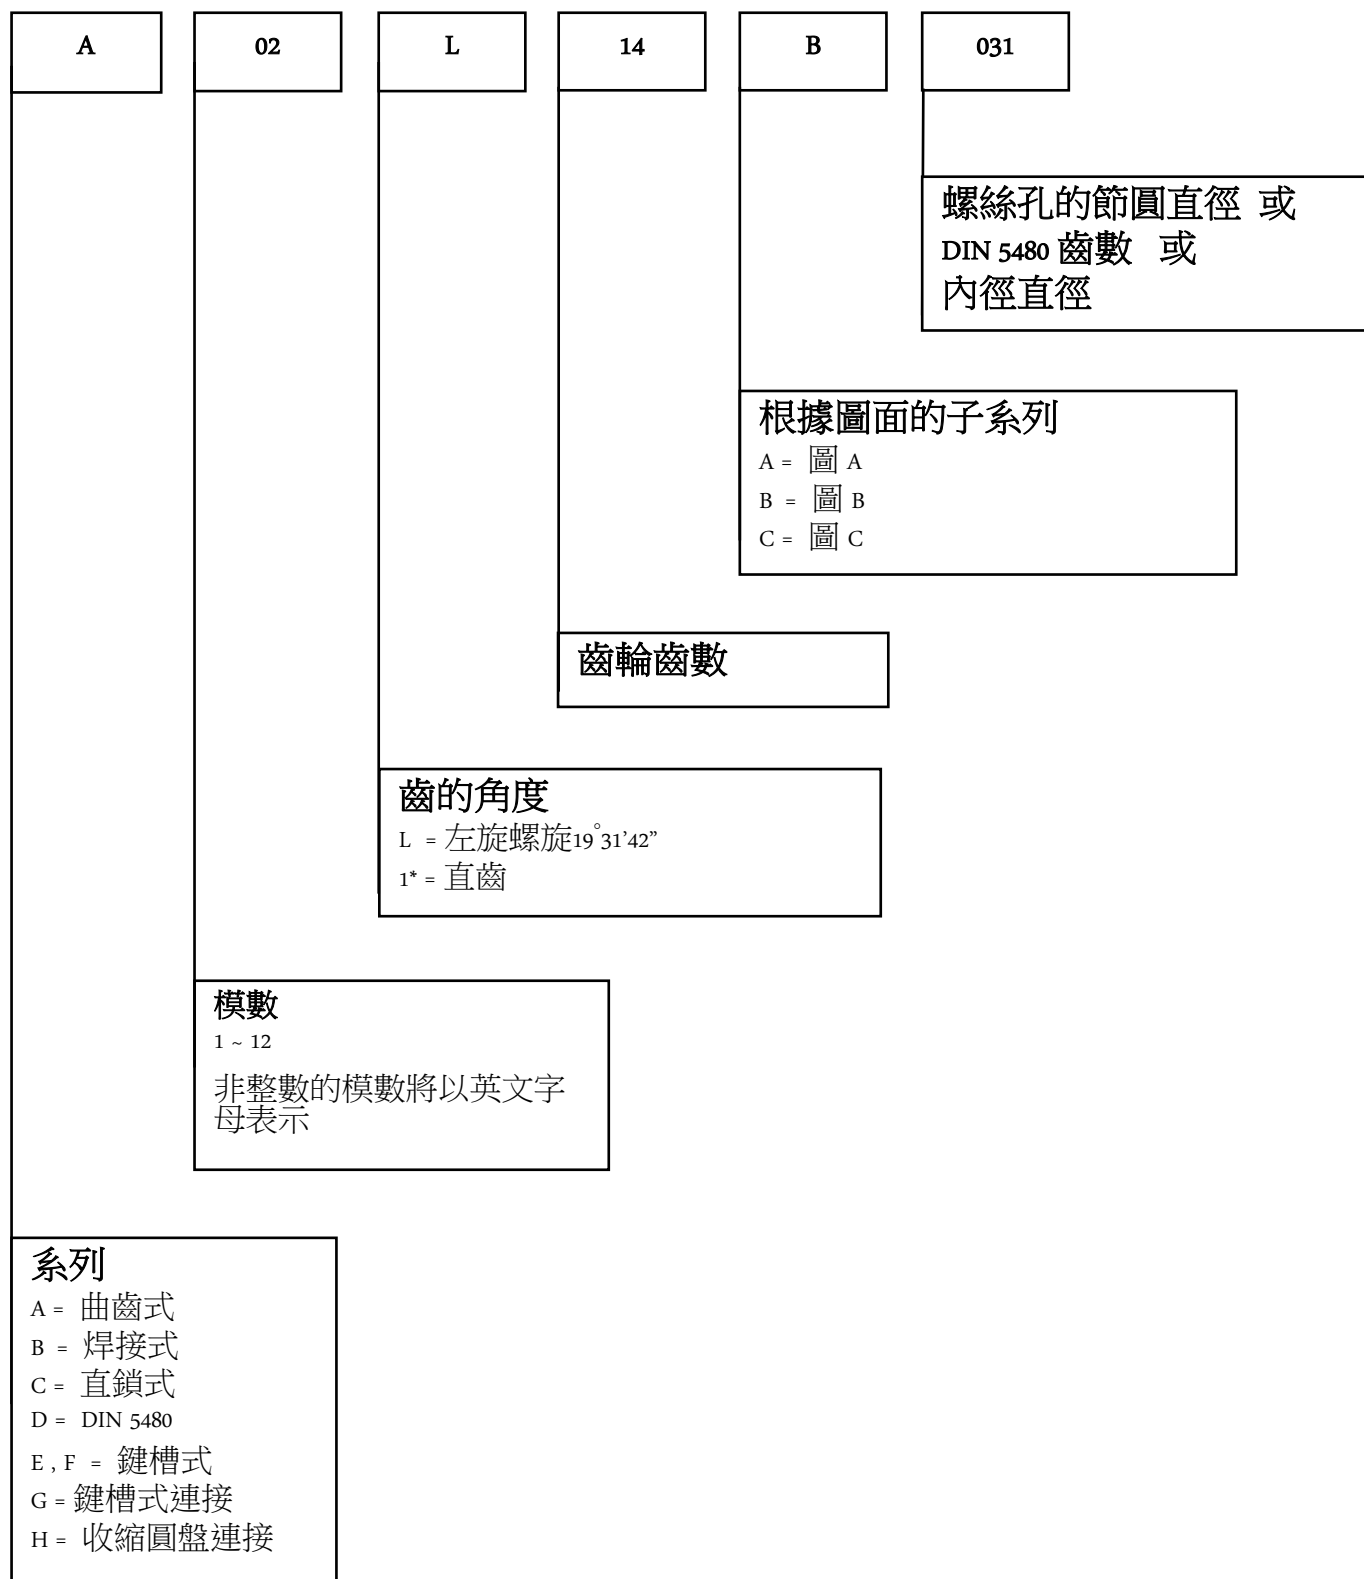 A 02 L 14 B 031
螺絲孔的節圓直徑 或
DIN 5480 齒數 或
內徑直徑
根據圖面的子系列
A = 圖 A
B = 圖 B
C = 圖 C
齒輪齒數
齒的角度
L = 左旋螺旋19°31'42”
1* = 直齒
模數
1 ~ 12
非整數的模數將以英文字
母表示
系列
A = 曲齒式
B = 焊接式
C = 直鎖式
D = DIN 5480
E , F = 鍵槽式
G = 鍵槽式連接
H = 收縮圓盤連接